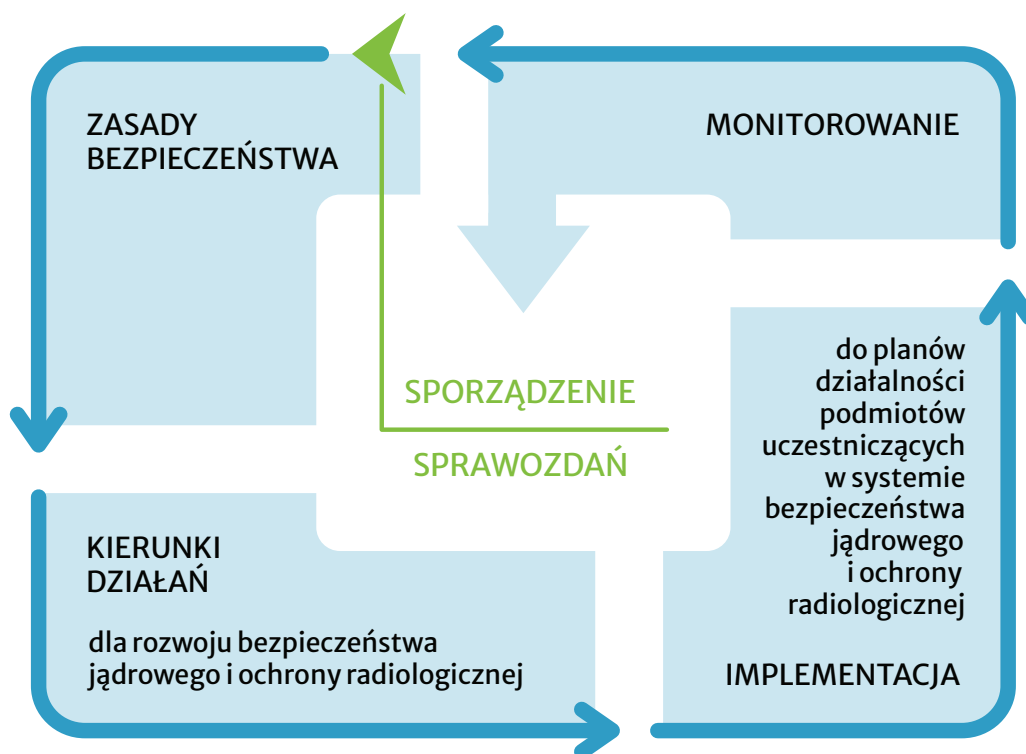 ZASADY
BEZPIECZEŃSTWA
MONITOROWANIE
SPORZĄDZENIE
SPRAWOZDAŃ
KIERUNKI
DZIAŁAŃ
dla rozwoju bezpieczeństwa
jądrowego i ochrony radiologicznej
do planów
działalności
podmiotów
uczestniczących
w systemie
bezpieczeństwa
jądrowego
i ochrony
radiologicznej
IMPLEMENTACJA